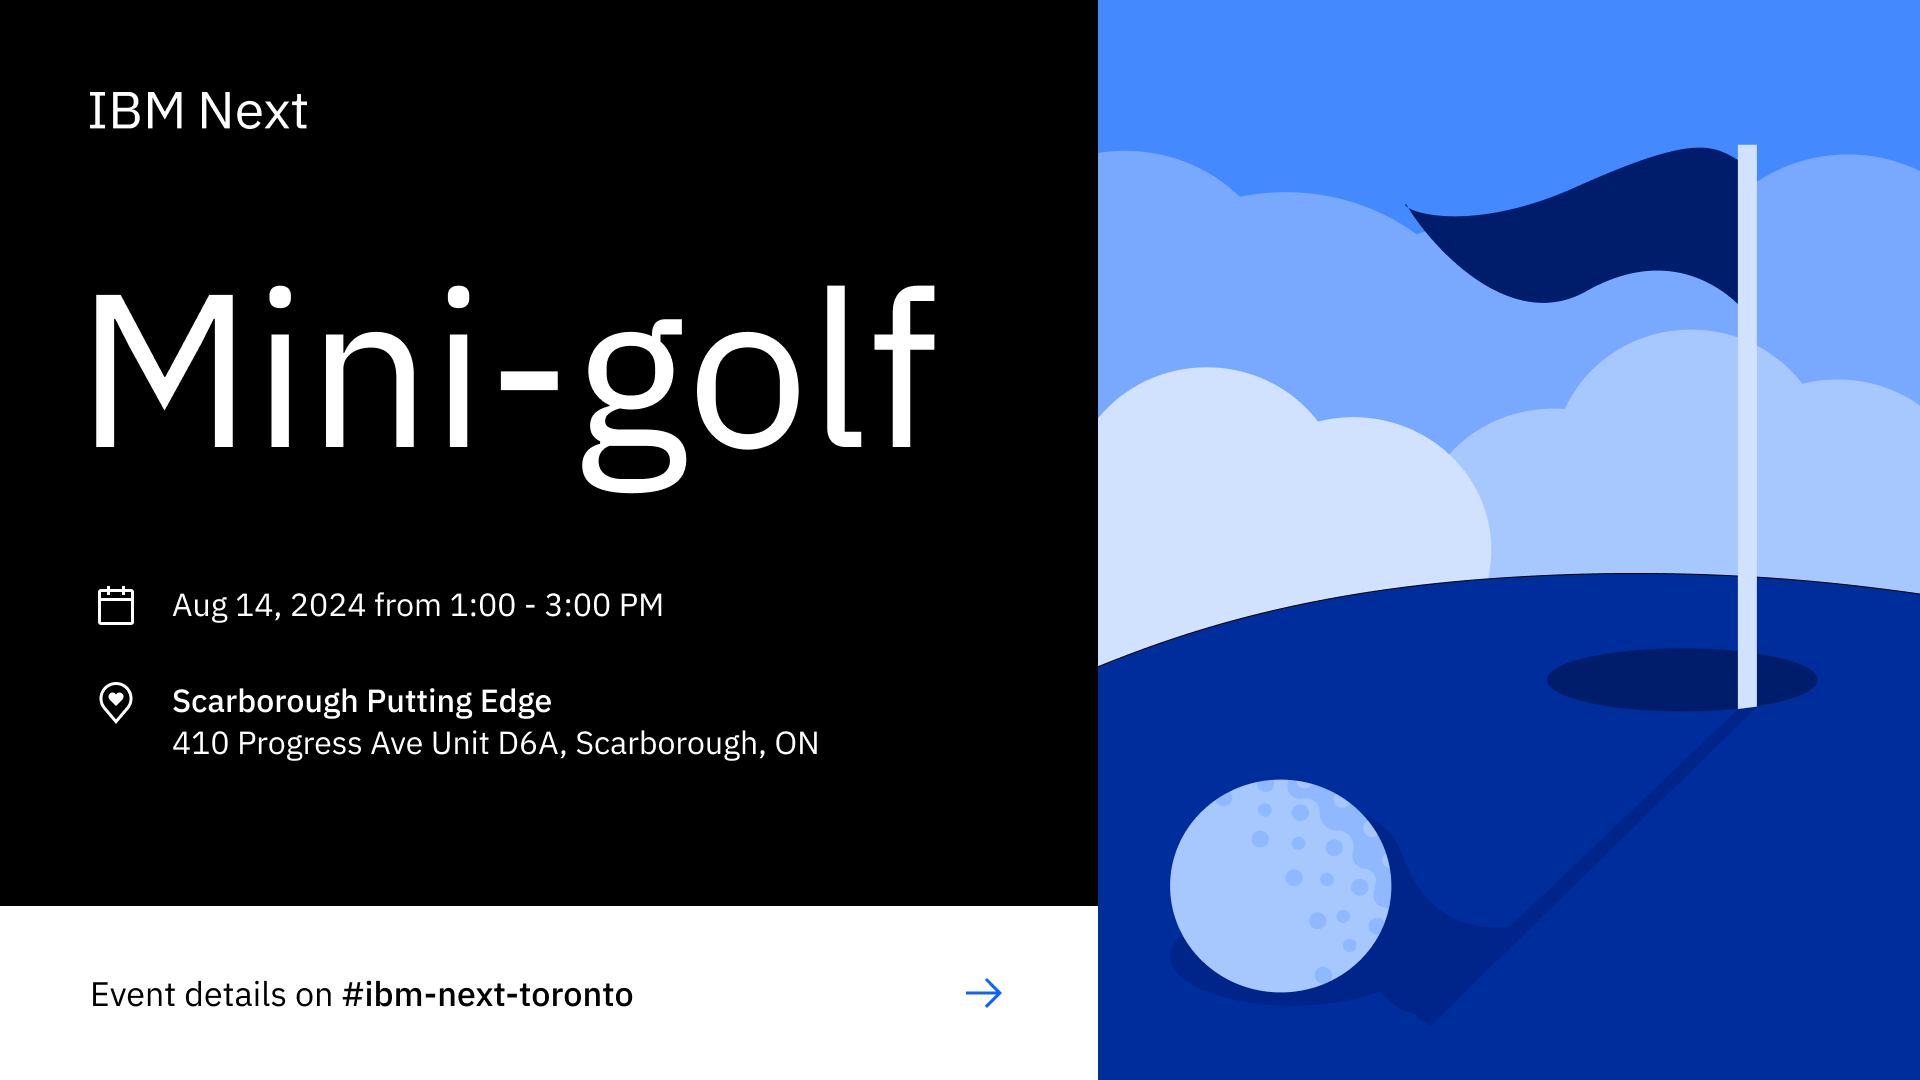 IBM Next
Mini-golf
Aug 14, 2024 from 1:00 - 3:00 PM
Scarborough Putting Edge
410 Progress Ave Unit D6A, Scarborough, ON
Event details on #ibm-next-toronto